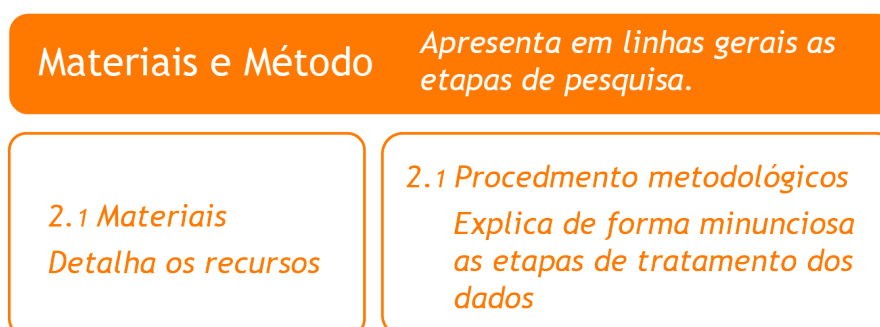 Materiais e Método
Apresenta em linhas gerais as
etapas de pesquisa.
2.1 Materiais
Detalha os recursos
2.1 Procedmento metodológicos
Explica de forma minunciosa
as etapas de tratamento dos
dados